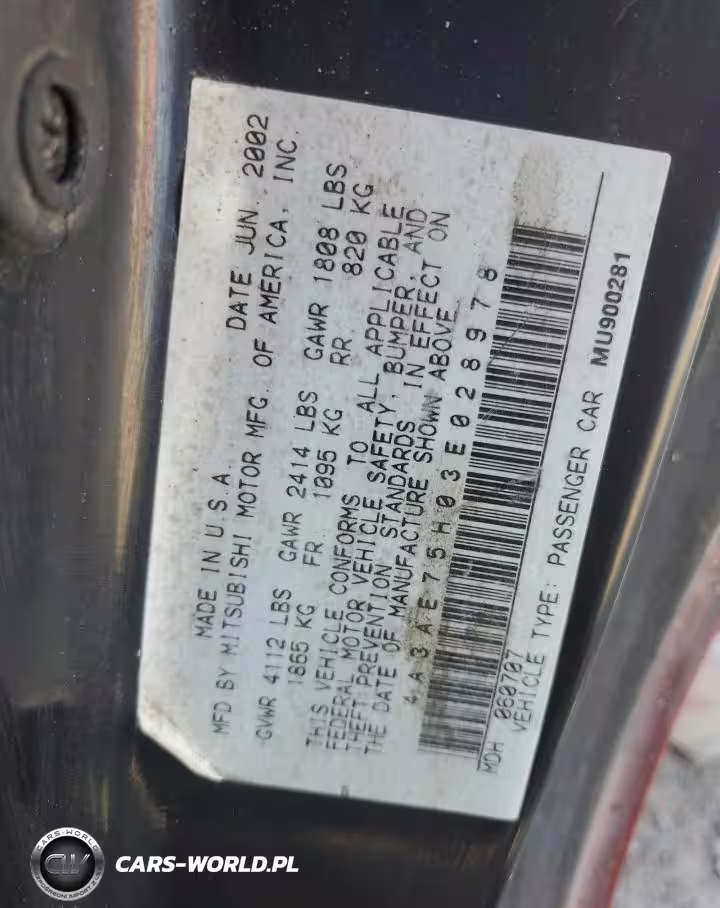 MADE IN U.S.A. DATE JUN. 2002
MFD BY MITSUBISHI MOTOR MFG. OF AMERICA, INC.
GVWR 4112 LBS GAWR 2414 LBS GAWR 1808 LBS
1865 KG FR. 1095 KG RR. 820 KG
THIS VEHICLE CONFORMS TO ALL APPLICABLE
FEDERAL MOTOR VEHICLE SAFETY, BUMPER, AND
THEFT PREVENTION STANDARDS IN EFFECT ON
THE DATE OF MANUFACTURE SHOWN ABOVE.
4A3AE75H03E028978
MDH 060707
VEHICLE TYPE: PASSENGER CAR MU900281
CARS-WORLD
CW
CARS-WORLD.PL